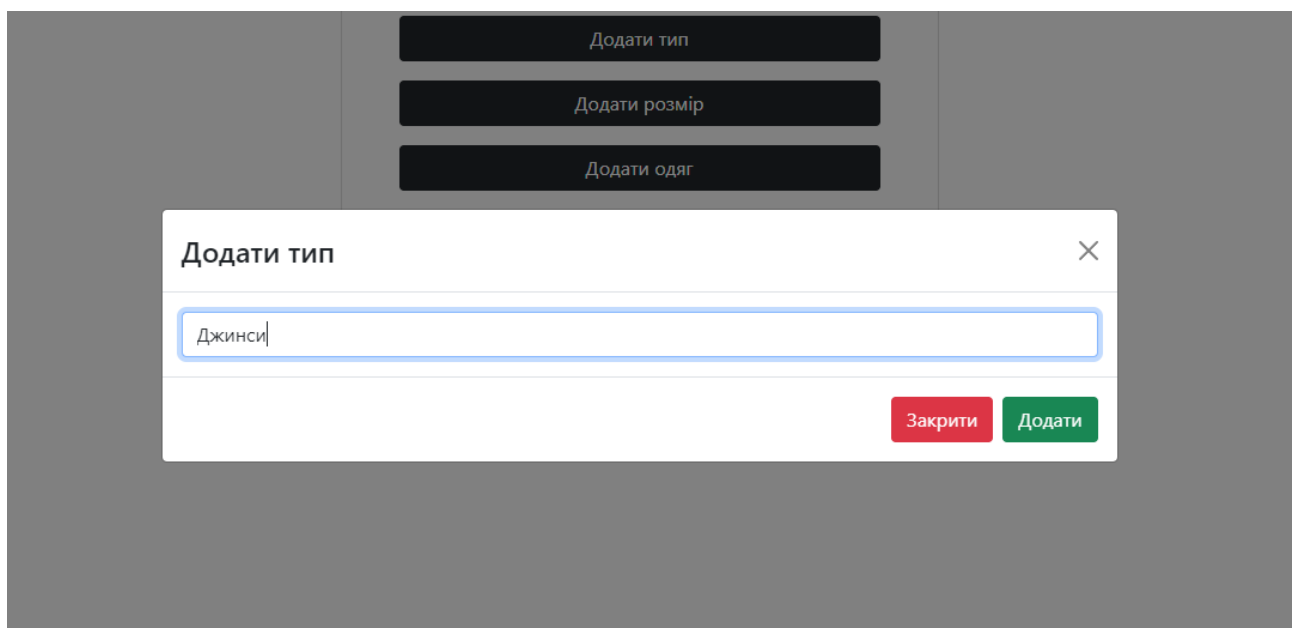 Додати тип
Додати розмір
Додати одяг
Додати тип
Джинси
Закрити Додати